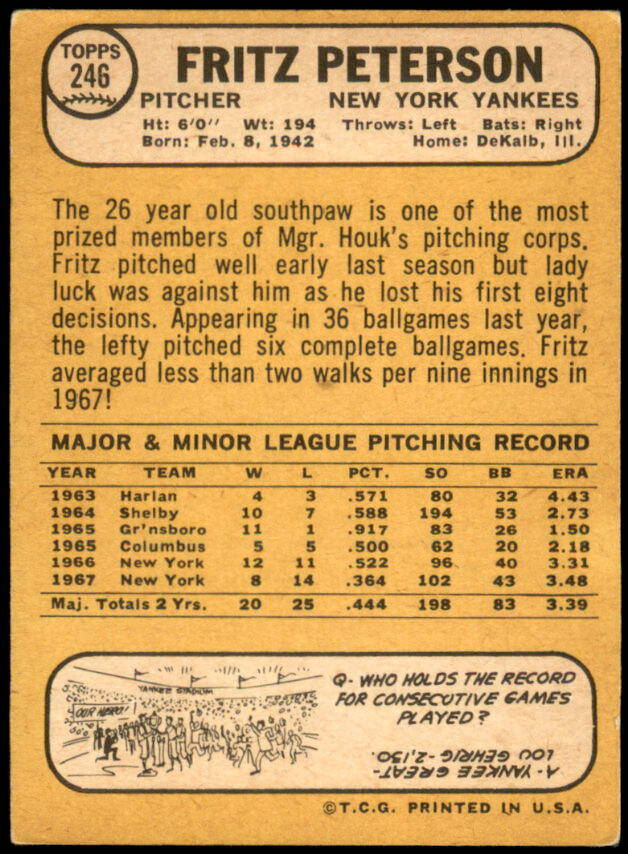 TOPPS
246
FRITZ PETERSON
PITCHER NEW YORK YANKEES
Ht: 6'0'' Wt: 194 Throws: Left Bats: Right
Born: Feb. 8, 1942 Home: DeKalb, Ill.
The 26 year old southpaw is one of the most
prized members of Mgr. Houk's pitching corps.
Fritz pitched well early last season but lady
luck was against him as he lost his first eight
decisions. Appearing in 36 ballgames last year,
the lefty pitched six complete ballgames. Fritz
averaged less than two walks per nine innings in
1967!
MAJOR & MINOR LEAGUE PITCHING RECORD
YEAR TEAM W L PCT. SO BB ERA
1963 Harlan 4 3 .571 80 32 4.43
1964 Shelby 10 7 .588 194 53 2.73
1965 Gr'nsboro 11 1 .917 83 26 1.50
1965 Columbus 5 5 .500 62 20 2.18
1966 New York 12 11 .522 96 40 3.31
1967 New York 8 14 .364 102 43 3.48
Maj. Totals 2 Yrs. 20 25 .444 198 83 3.39
YANKEE STADIUM
OUR HERO!
Q- WHO HOLDS THE RECORD
FOR CONSECUTIVE GAMES
PLAYED?
A- YANKEE GREAT-
LOU GEHRIG-2,130.
©T.C.G. PRINTED IN U.S.A.